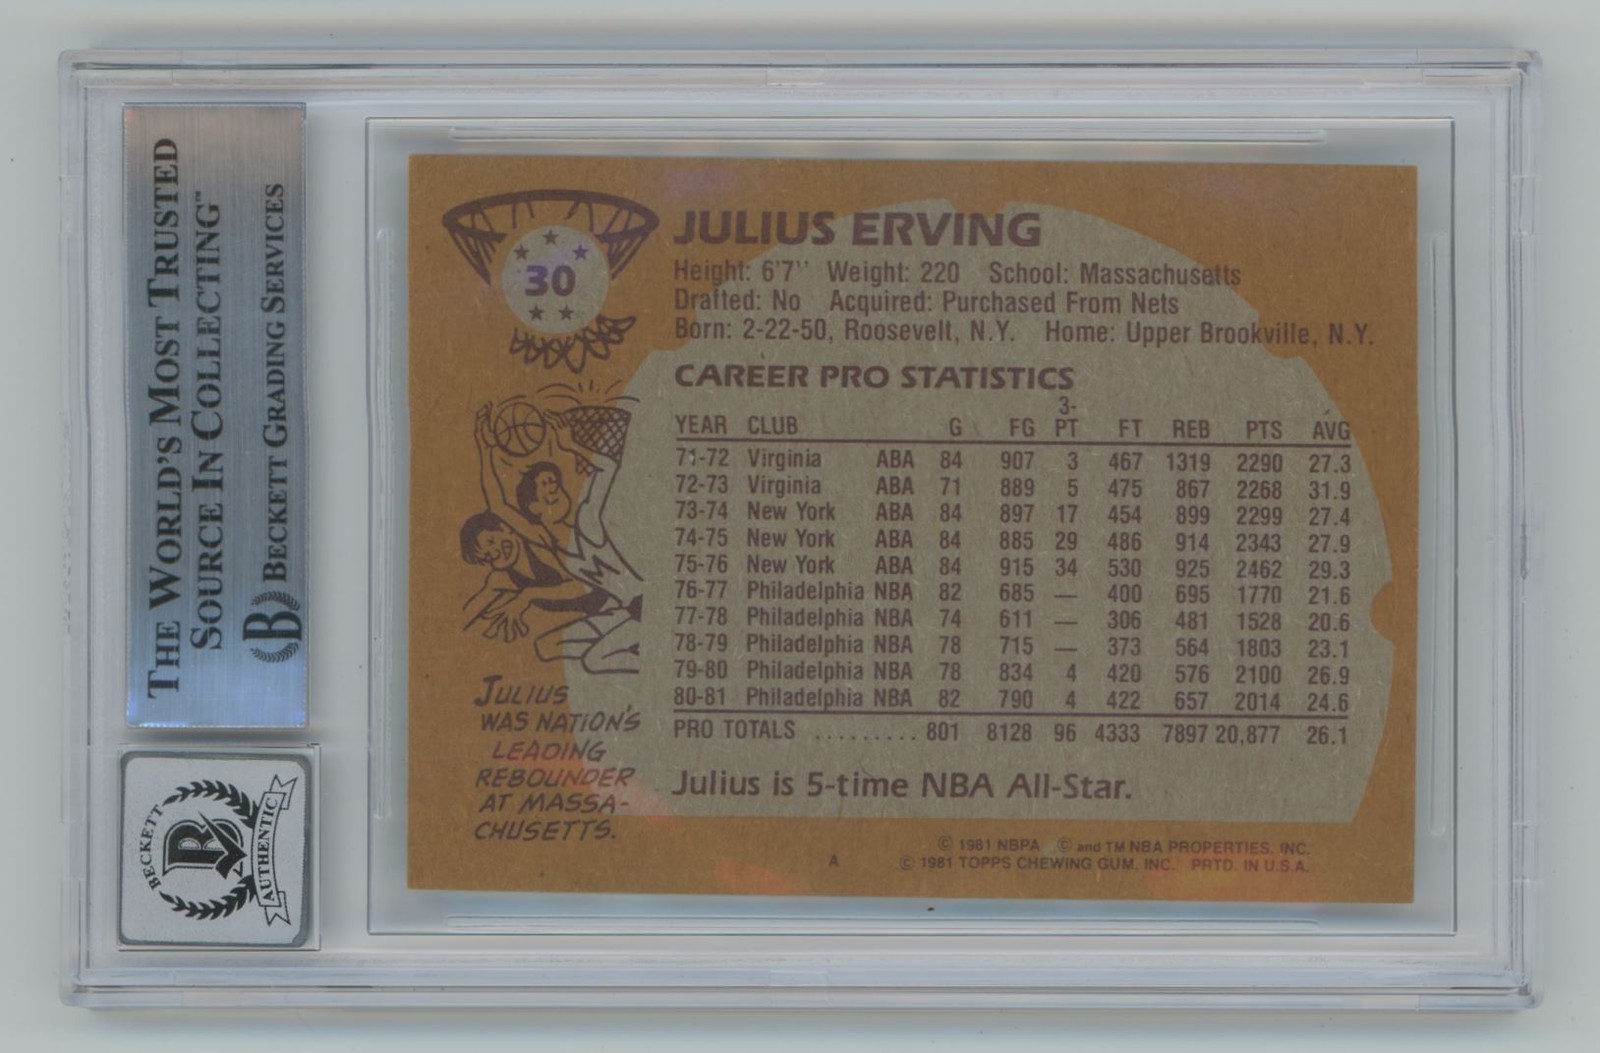 THE WORLD'S MOST TRUSTED
SOURCE IN COLLECTING™
B BECKETT GRADING SERVICES
BECKETT
B
AUTHENTIC
30
JULIUS ERVING
Height: 6'7'' Weight: 220 School: Massachusetts
Drafted: No Acquired: Purchased From Nets
Born: 2-22-50, Roosevelt, N.Y. Home: Upper Brookville, N.Y.
CAREER PRO STATISTICS
YEAR CLUB G FG 3-PT FT REB PTS AVG
71-72 Virginia ABA 84 907 3 467 1319 2290 27.3
72-73 Virginia ABA 71 889 5 475 867 2268 31.9
73-74 New York ABA 84 897 17 454 899 2299 27.4
74-75 New York ABA 84 885 29 486 914 2343 27.9
75-76 New York ABA 84 915 34 530 925 2462 29.3
76-77 Philadelphia NBA 82 685 — 400 695 1770 21.6
77-78 Philadelphia NBA 74 611 — 306 481 1528 20.6
78-79 Philadelphia NBA 78 715 — 373 564 1803 23.1
79-80 Philadelphia NBA 78 834 4 420 576 2100 26.9
80-81 Philadelphia NBA 82 790 4 422 657 2014 24.6
PRO TOTALS ......... 801 8128 96 4333 7897 20,877 26.1
Julius is 5-time NBA All-Star.
JULIUS
WAS NATION'S
LEADING
REBOUNDER
AT MASSA-
CHUSETTS.
© 1981 NBPA © and TM NBA PROPERTIES, INC.
A © 1981 TOPPS CHEWING GUM, INC. PRTD. IN U.S.A.